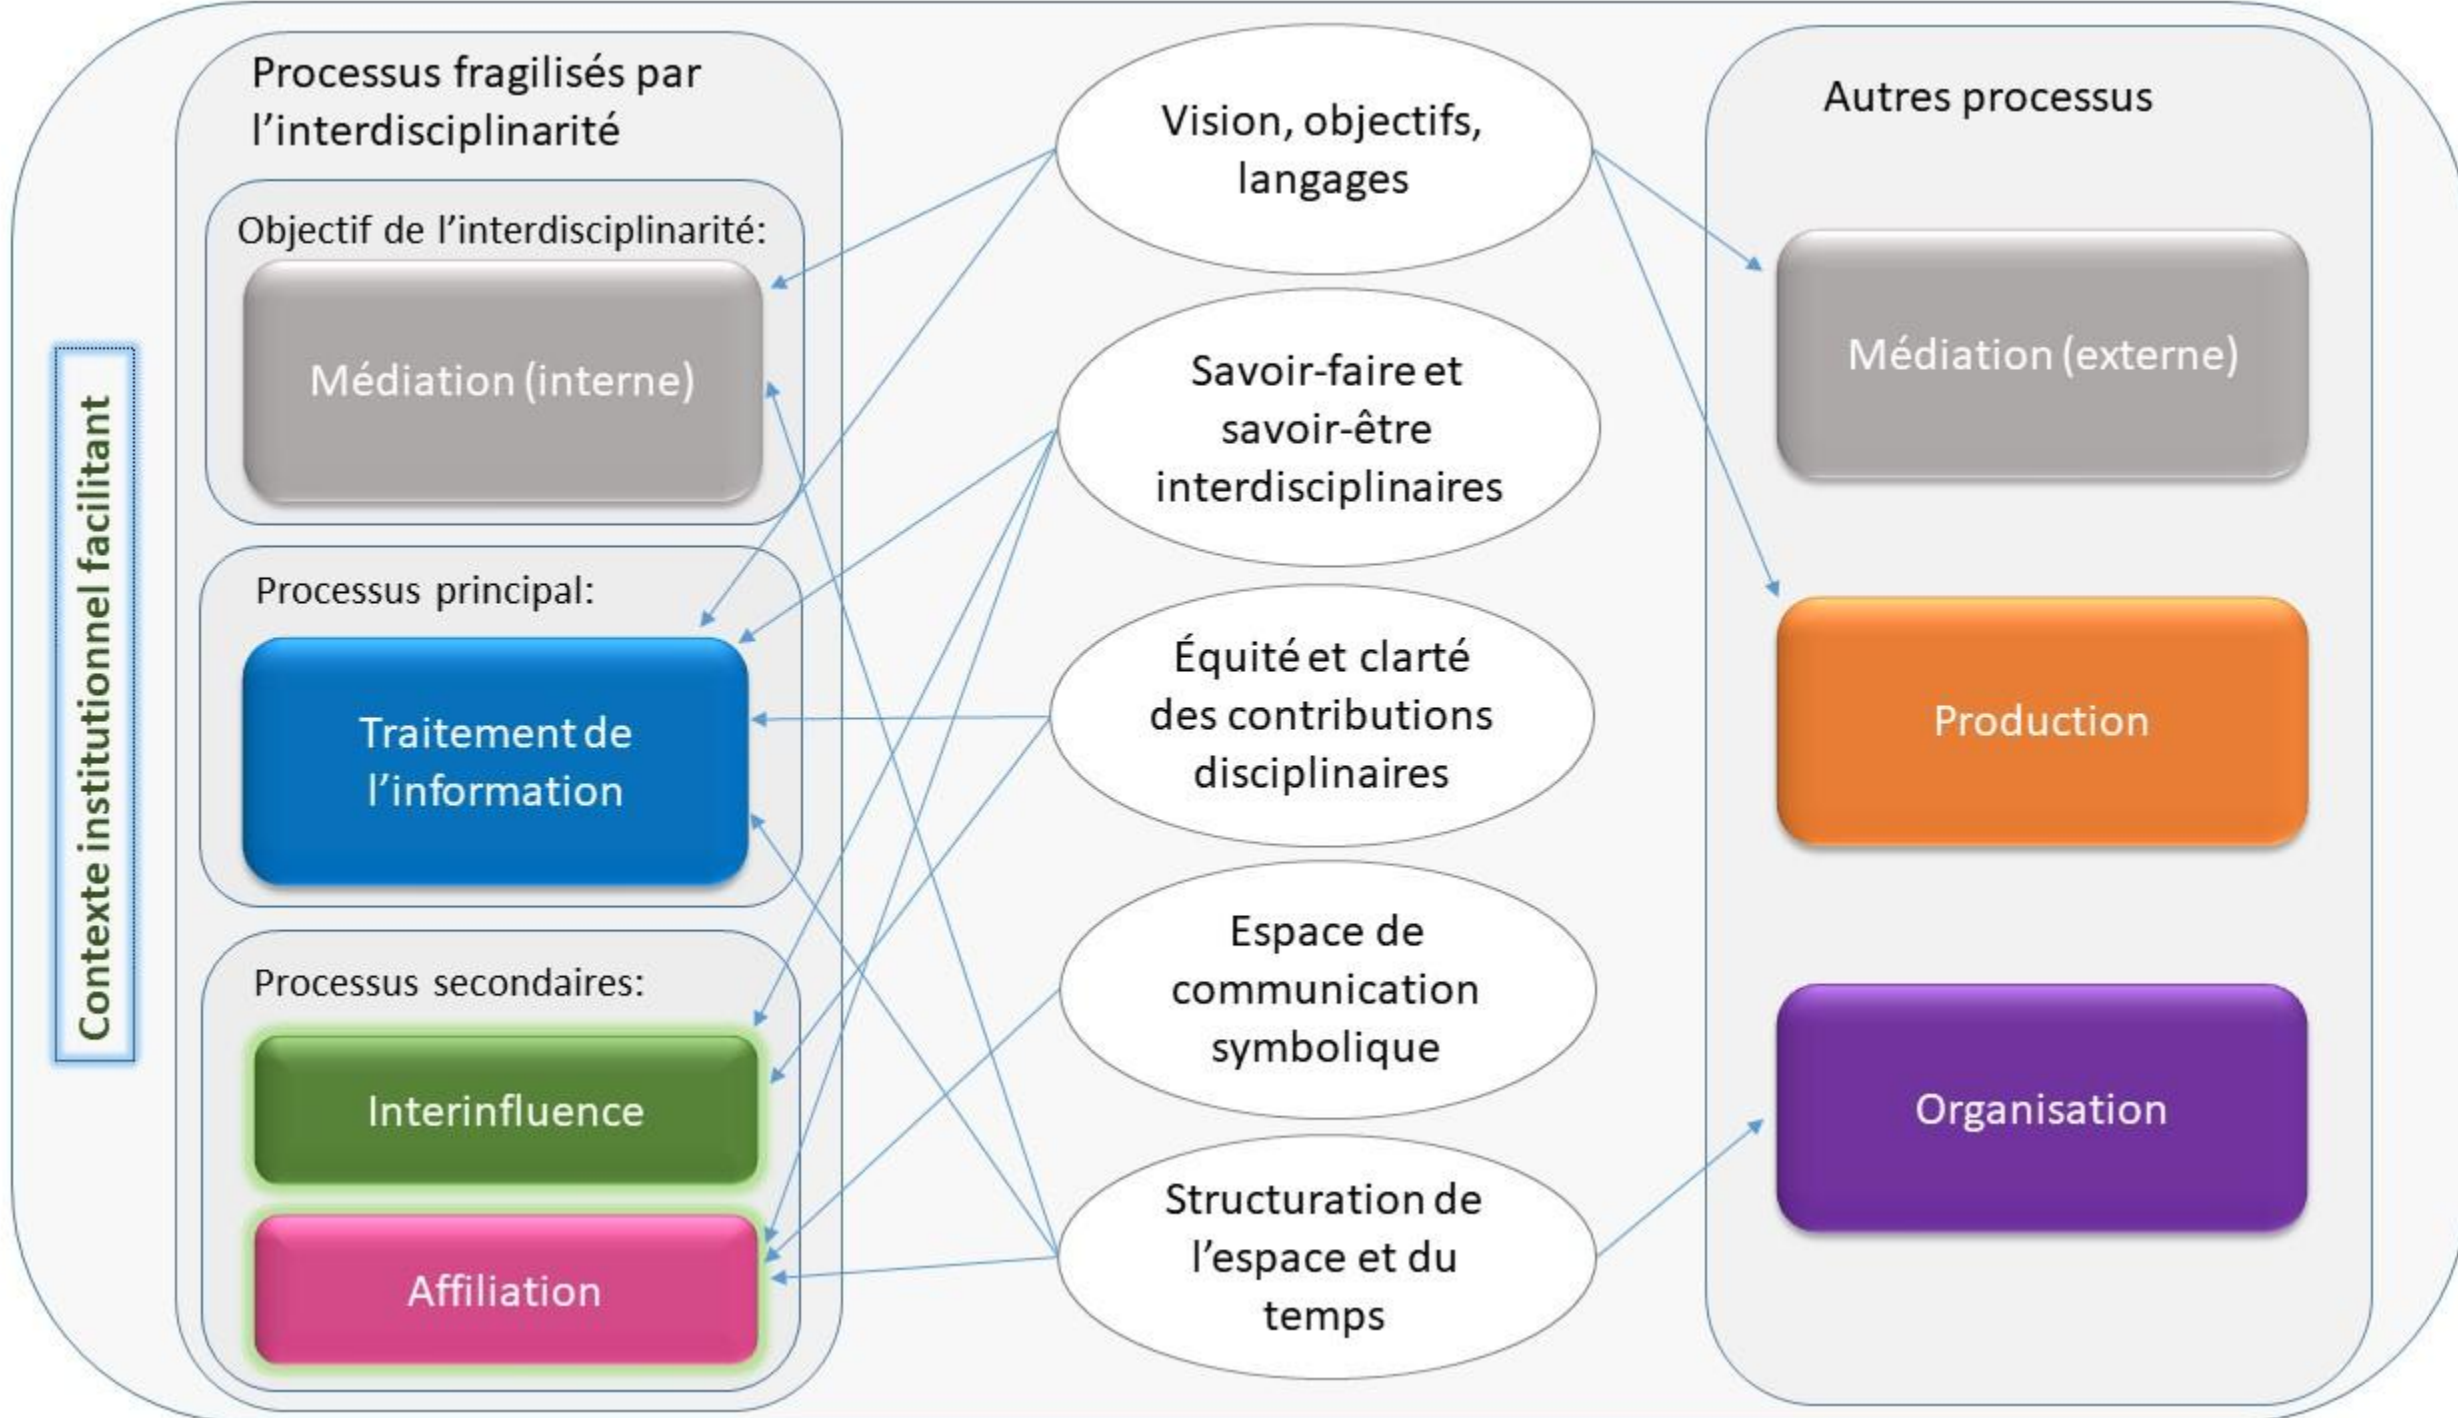 Contexte institutionnel facilitant
Processus fragilisés par
l’interdisciplinarité
Objectif de l’interdisciplinarité:
Médiation (interne)
Processus principal:
Traitement de
l’information
Processus secondaires:
Interinfluence
Affiliation
Vision, objectifs,
langages
Savoir-faire et
savoir-être
interdisciplinaires
Équité et clarté
des contributions
disciplinaires
Espace de
communication
symbolique
Structuration de
l’espace et du
temps
Autres processus
Médiation (externe)
Production
Organisation